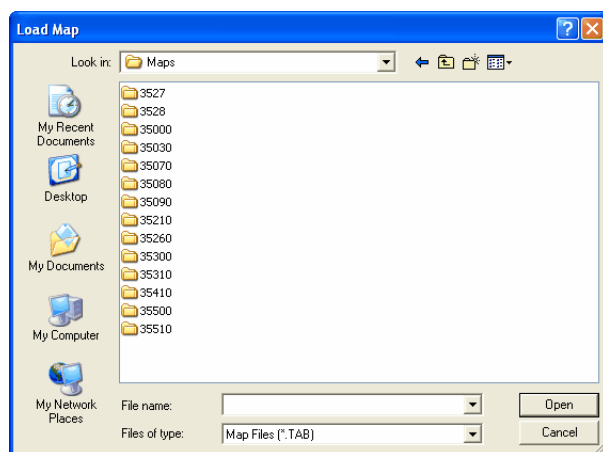 Load Map
Look in:
Maps
My Recent
Documents
Desktop
My Documents
My Computer
My Network
Places
3527
3528
35000
35030
35070
35080
35090
35210
35260
35300
35310
35410
35500
35510
File name:
Open
Files of type:
Map Files (*.TAB)
Cancel